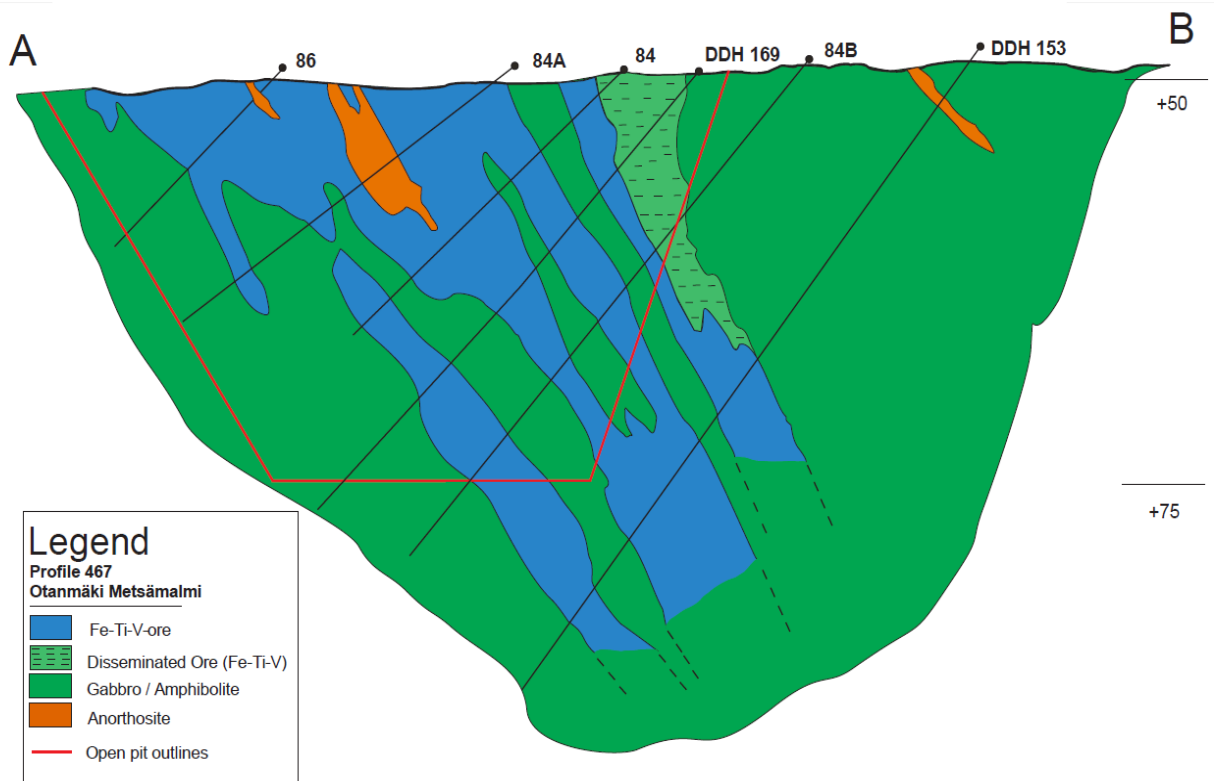 A
B
86
84A
84
DDH 169
84B
DDH 153
+50
+75
Legend
Profile 467
Otanmäki Metsämalmi
Fe-Ti-V-ore
Disseminated Ore (Fe-Ti-V)
Gabbro / Amphibolite
Anorthosite
Open pit outlines